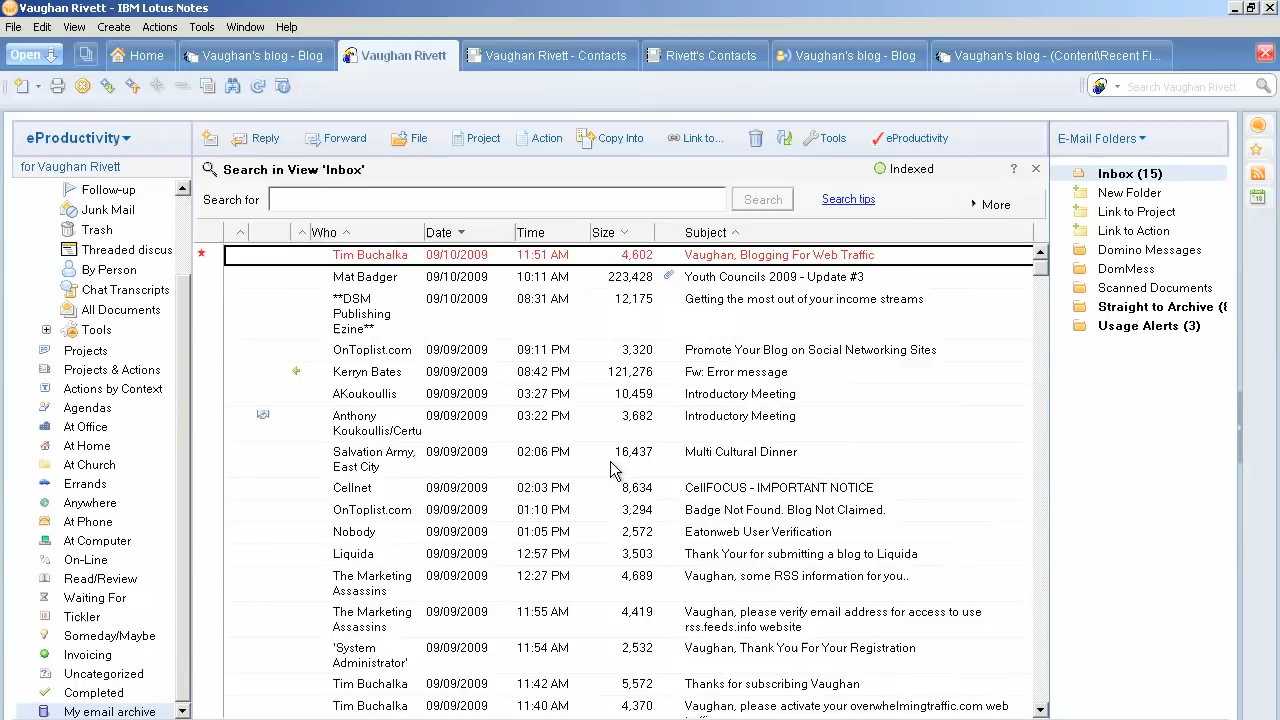 Vaughan Rivett - IBM Lotus Notes
File Edit View Create Actions Tools Window Help
Open Home Vaughan's blog - Blog Vaughan Rivett Vaughan Rivett - Contacts Rivett's Contacts Vaughan's blog - Blog Vaughan's blog - (Content\Recent Fi...
Search Vaughan Rivett
eProductivity
for Vaughan Rivett
Follow-up
Junk Mail
Trash
Threaded discus
By Person
Chat Transcripts
All Documents
Tools
Projects
Projects & Actions
Actions by Context
Agendas
At Office
At Home
At Church
Errands
Anywhere
At Phone
At Computer
On-Line
Read/Review
Waiting For
Tickler
Someday/Maybe
Invoicing
Uncategorized
Completed
My email archive
Reply Forward File Project Copy Into Link to... Tools eProductivity
Search in View 'Inbox' Indexed ?
Search for Search Search tips More
Who Date Time Size Subject
Tim Buchalka 09/10/2009 11:51 AM 4,602 Vaughan, Blogging For Web Traffic
Mat Badger 09/10/2009 10:11 AM 223,428 Youth Councils 2009 - Update #3
**DSM 09/10/2009 08:31 AM 12,175 Getting the most out of your income streams
Publishing
Ezine**
OnToplist.com 09/09/2009 09:11 PM 3,320 Promote Your Blog on Social Networking Sites
Kerryn Bates 09/09/2009 08:42 PM 121,276 Fw: Error message
AKoukoullis 09/09/2009 03:27 PM 10,459 Introductory Meeting
Anthony 09/09/2009 03:22 PM 3,682 Introductory Meeting
Koukoullis/Certu
Salvation Army, 09/09/2009 02:06 PM 16,437 Multi Cultural Dinner
East City
Cellnet 09/09/2009 02:03 PM 8,634 CellFOCUS - IMPORTANT NOTICE
OnToplist.com 09/09/2009 01:10 PM 3,294 Badge Not Found. Blog Not Claimed.
Nobody 09/09/2009 01:05 PM 2,572 Eatonweb User Verification
Liquida 09/09/2009 12:57 PM 3,503 Thank You for submitting a blog to Liquida
The Marketing 09/09/2009 12:27 PM 4,689 Vaughan, some RSS information for you..
Assassins
The Marketing 09/09/2009 11:55 AM 4,419 Vaughan, please verify email address for access to use
Assassins rss.feeds.info website
'System 09/09/2009 11:54 AM 2,532 Vaughan, Thank You For Your Registration
Administrator'
Tim Buchalka 09/09/2009 11:42 AM 5,572 Thanks for subscribing Vaughan
Tim Buchalka 09/09/2009 11:40 AM 4,370 Vaughan, please activate your overwhelmingtraffic.com web
E-Mail Folders
Inbox (15)
New Folder
Link to Project
Link to Action
Domino Messages
DomMess
Scanned Documents
Straight to Archive (8
Usage Alerts (3)